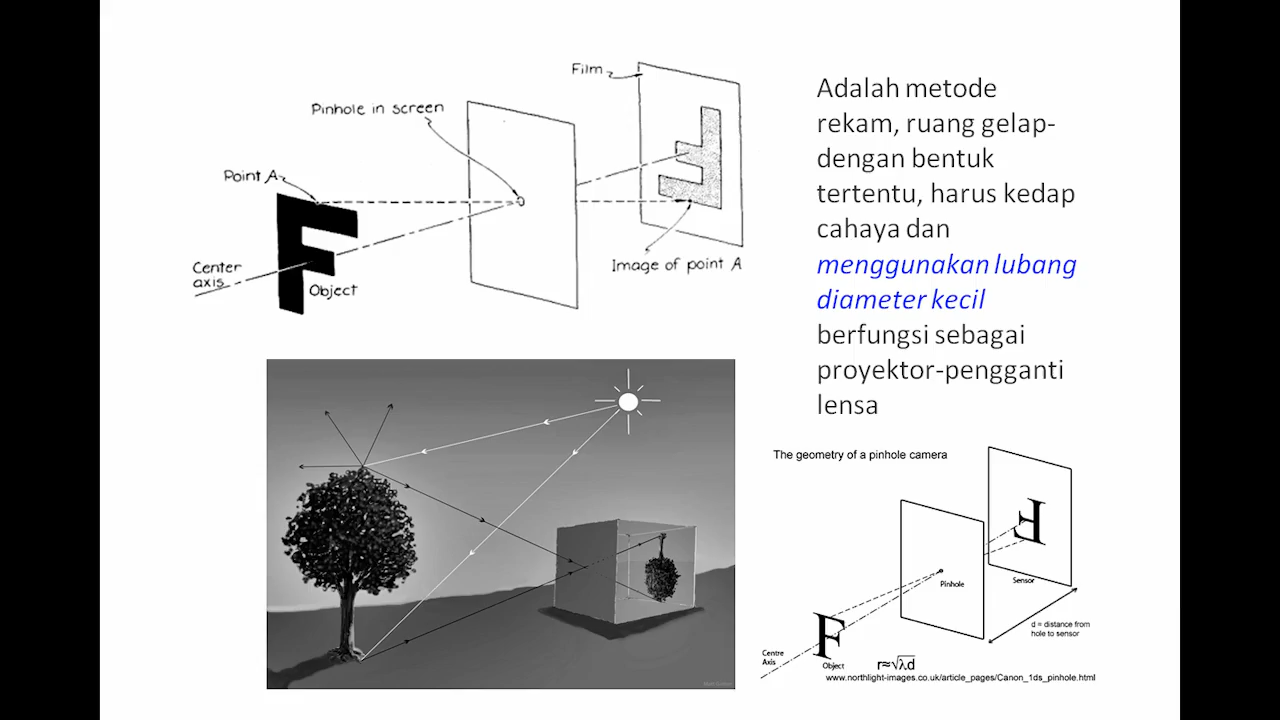 Film
Pinhole in screen
Point A
Center
axis
Object
Image of point A
Adalah metode
rekam, ruang gelap-
dengan bentuk
tertentu, harus kedap
cahaya dan
menggunakan lubang
diameter kecil
berfungsi sebagai
proyektor-pengganti
lensa
The geometry of a pinhole camera
Pinhole
Sensor
d = distance from
hole to sensor
Centre
Axis
F
Object
r≈√λd
www.northlight-images.co.uk/article_pages/Canon_1ds_pinhole.html